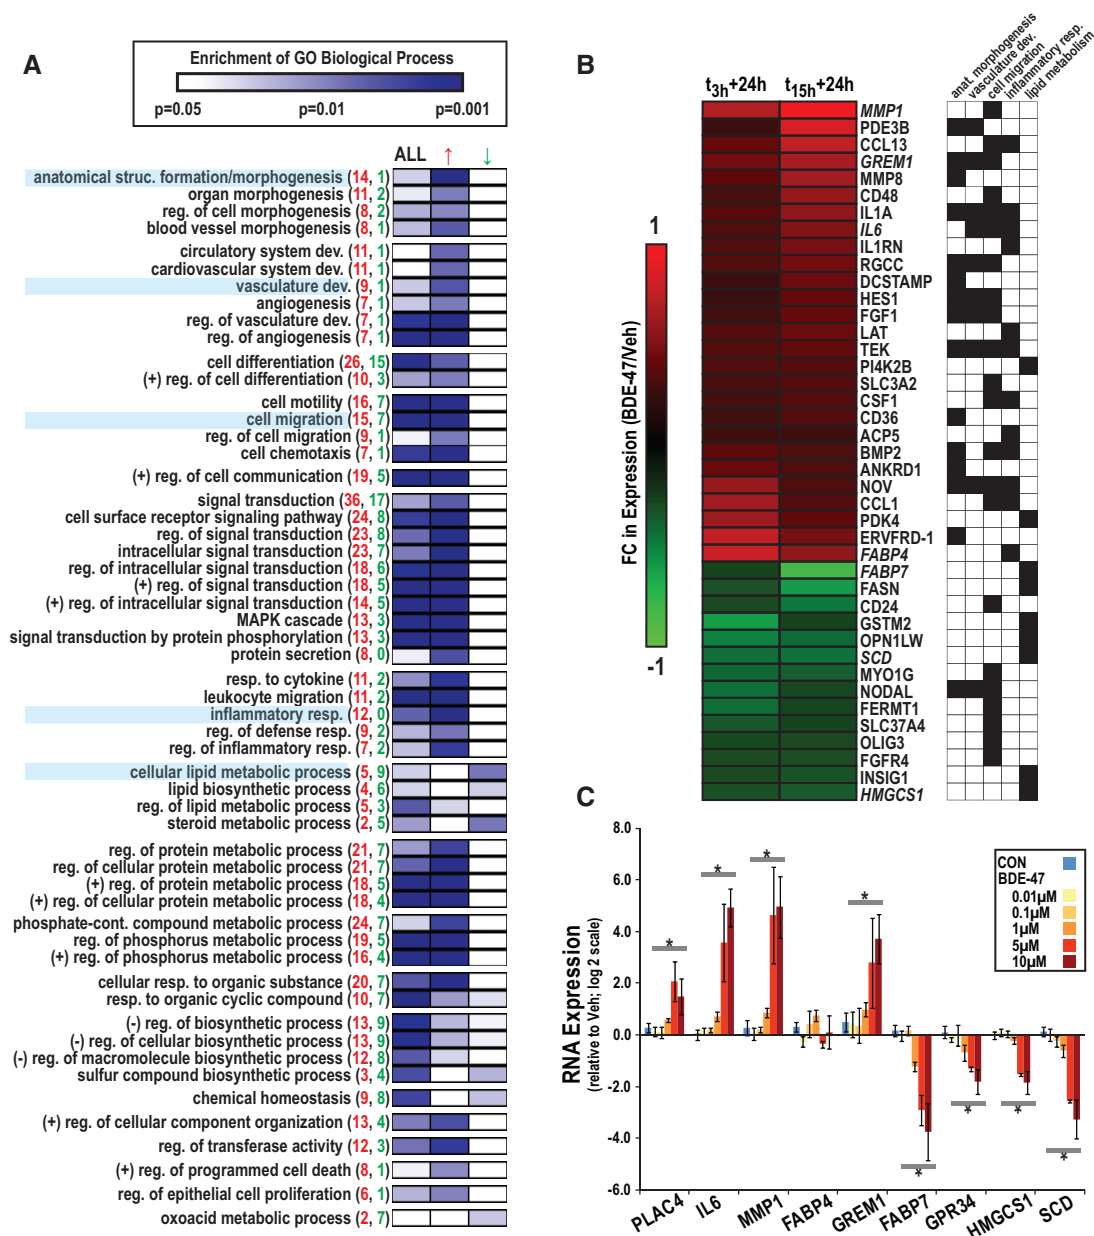 A
Enrichment of GO Biological Process
p=0.05 p=0.01 p=0.001
ALL ↑ ↓
anatomical struc. formation/morphogenesis (14, 1)
organ morphogenesis (11, 2)
reg. of cell morphogenesis (8, 2)
blood vessel morphogenesis (8, 1)
circulatory system dev. (11, 1)
cardiovascular system dev. (11, 1)
vasculature dev. (9, 1)
angiogenesis (7, 1)
reg. of vasculature dev. (7, 1)
reg. of angiogenesis (7, 1)
cell differentiation (26, 15)
(+) reg. of cell differentiation (10, 3)
cell motility (16, 7)
cell migration (15, 7)
reg. of cell migration (9, 1)
cell chemotaxis (7, 1)
(+) reg. of cell communication (19, 5)
signal transduction (36, 17)
cell surface receptor signaling pathway (24, 8)
reg. of signal transduction (23, 8)
intracellular signal transduction (23, 7)
reg. of intracellular signal transduction (18, 6)
(+) reg. of signal transduction (18, 5)
(+) reg. of intracellular signal transduction (14, 5)
MAPK cascade (13, 3)
signal transduction by protein phosphorylation (13, 3)
protein secretion (8, 0)
resp. to cytokine (11, 2)
leukocyte migration (11, 2)
inflammatory resp. (12, 0)
reg. of defense resp. (9, 2)
reg. of inflammatory resp. (7, 2)
cellular lipid metabolic process (5, 9)
lipid biosynthetic process (4, 6)
reg. of lipid metabolic process (5, 3)
steroid metabolic process (2, 5)
reg. of protein metabolic process (21, 7)
reg. of cellular protein metabolic process (21, 7)
(+) reg. of protein metabolic process (18, 5)
(+) reg. of cellular protein metabolic process (18, 4)
phosphate-cont. compound metabolic process (24, 7)
reg. of phosphorus metabolic process (19, 5)
(+) reg. of phosphorus metabolic process (16, 4)
cellular resp. to organic substance (20, 7)
resp. to organic cyclic compound (10, 7)
(-) reg. of biosynthetic process (13, 9)
(-) reg. of cellular biosynthetic process (13, 9)
(-) reg. of macromolecule biosynthetic process (12, 8)
sulfur compound biosynthetic process (3, 4)
chemical homeostasis (9, 8)
(+) reg. of cellular component organization (13, 4)
reg. of transferase activity (12, 3)
(+) reg. of programmed cell death (8, 1)
reg. of epithelial cell proliferation (6, 1)
oxoacid metabolic process (2, 7)
B
t3h+24h t15h+24h
anat. morphogenesis
vasculature dev.
cell migration
inflammatory resp.
lipid metabolism
1
FC in Expression (BDE-47/Veh)
-1
MMP1
PDE3B
CCL13
GREM1
MMP8
CD48
IL1A
IL6
IL1RN
RGCC
DCSTAMP
HES1
FGF1
LAT
TEK
PI4K2B
SLC3A2
CSF1
CD36
ACP5
BMP2
ANKRD1
NOV
CCL1
PDK4
ERVFRD-1
FABP4
FABP7
FASN
CD24
GSTM2
OPN1LW
SCD
MYO1G
NODAL
FERMT1
SLC37A4
OLIG3
FGFR4
INSIG1
HMGCS1
C
RNA Expression
(relative to Veh; log 2 scale)
8.0
6.0
4.0
2.0
0.0
-2.0
-4.0
-6.0
* * * * * * * *
CON
BDE-47
0.01µM
0.1µM
1µM
5µM
10µM
PLAC4 IL6 MMP1 FABP4 GREM1 FABP7 GPR34 HMGCS1 SCD